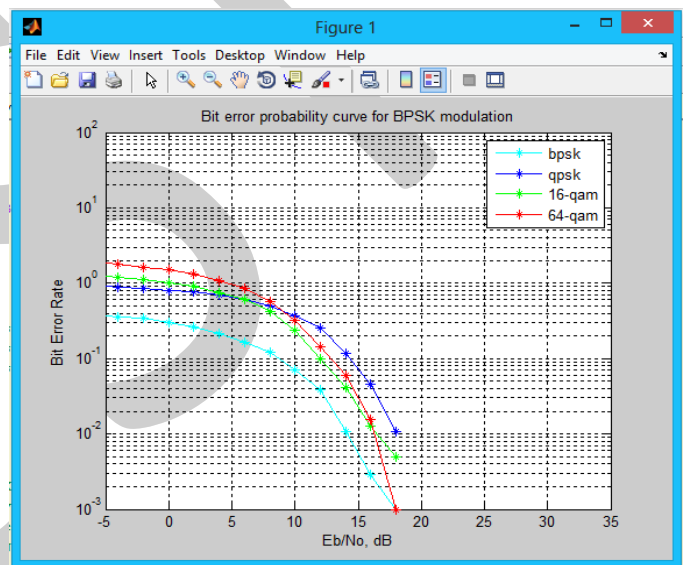 Figure 1
File Edit View Insert Tools Desktop Window Help
Bit error probability curve for BPSK modulation
bpsk
qpsk
16-qam
64-qam
10^2
10^1
10^0
10^-1
10^-2
10^-3
Bit Error Rate
-5 0 5 10 15 20 25 30 35
Eb/No, dB